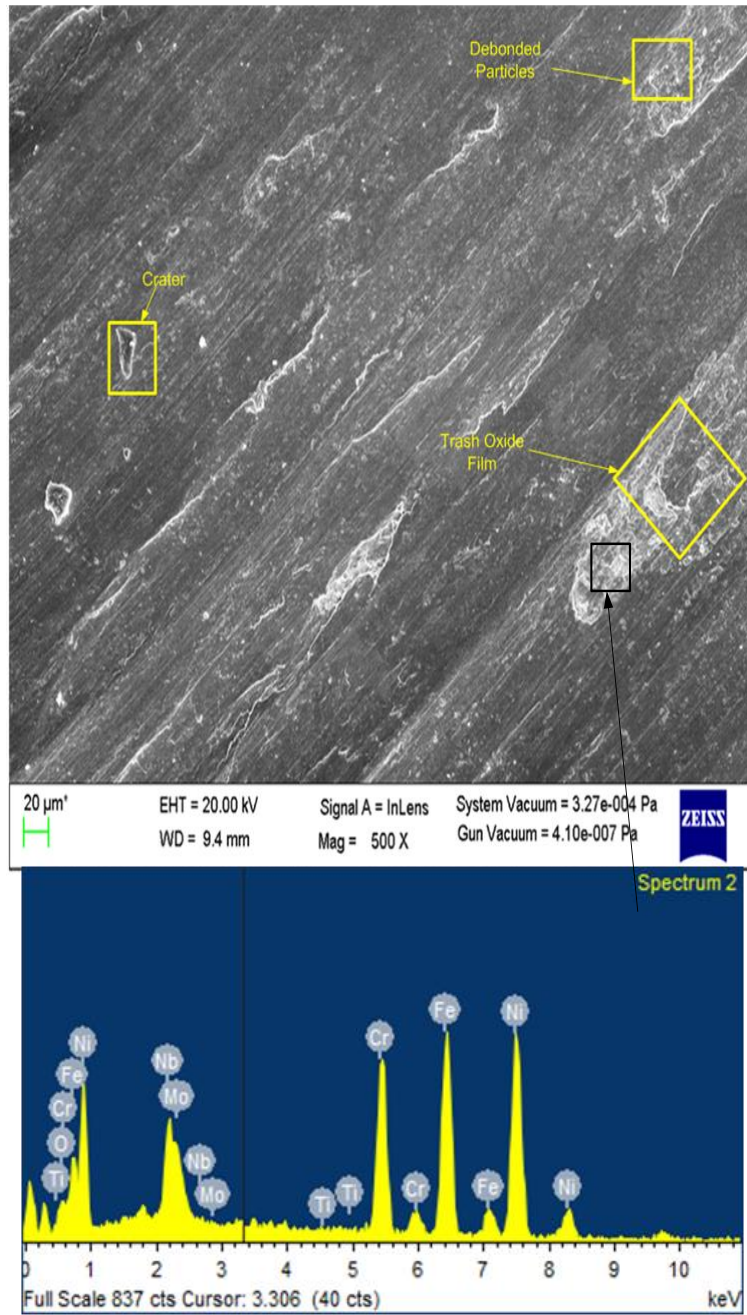 Debonded
Particles
Crater
Trash Oxide
Film
20 µm*
EHT = 20.00 kV
Signal A = InLens
System Vacuum = 3.27e-004 Pa
WD = 9.4 mm
Mag = 500 X
Gun Vacuum = 4.10e-007 Pa
ZEISS
Spectrum 2
Ni
Fe
Cr
O
Ti
Nb
Mo
Nb
Mo
Ti
Ti
Cr
Cr
Fe
Fe
Ni
Ni
0 1 2 3 4 5 6 7 8 9 10
Full Scale 837 cts Cursor: 3.306 (40 cts)
keV